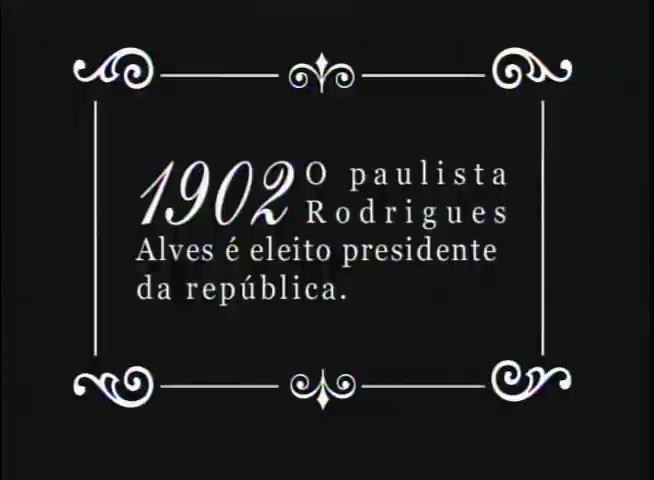 1902 O paulista
Rodrigues
Alves é eleito presidente
da república.